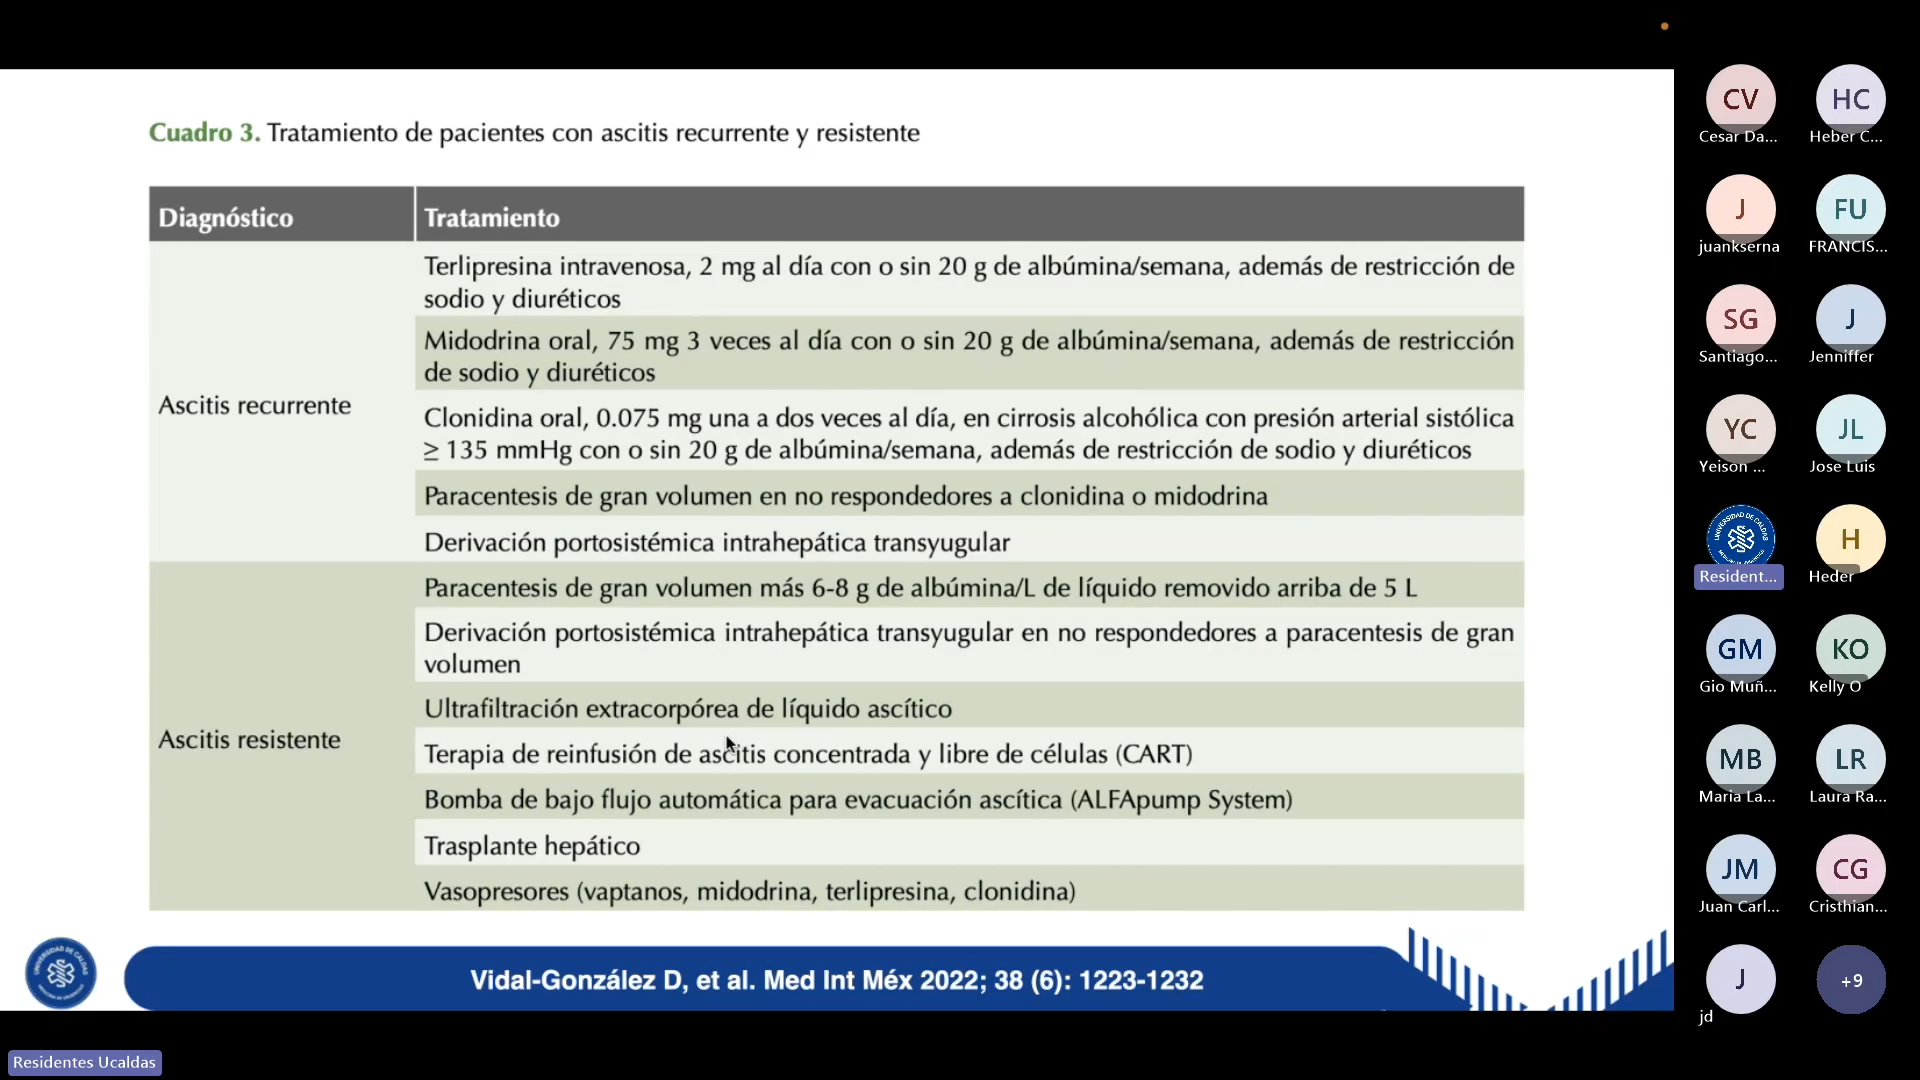 Cuadro 3. Tratamiento de pacientes con ascitis recurrente y resistente
Diagnóstico
Tratamiento
Ascitis recurrente
Terlipresina intravenosa, 2 mg al día con o sin 20 g de albúmina/semana, además de restricción de
sodio y diuréticos
Midodrina oral, 75 mg 3 veces al día con o sin 20 g de albúmina/semana, además de restricción
de sodio y diuréticos
Clonidina oral, 0.075 mg una a dos veces al día, en cirrosis alcohólica con presión arterial sistólica
≥ 135 mmHg con o sin 20 g de albúmina/semana, además de restricción de sodio y diuréticos
Paracentesis de gran volumen en no respondedores a clonidina o midodrina
Derivación portosistémica intrahepática transyugular
Ascitis resistente
Paracentesis de gran volumen más 6-8 g de albúmina/L de líquido removido arriba de 5 L
Derivación portosistémica intrahepática transyugular en no respondedores a paracentesis de gran
volumen
Ultrafiltración extracorpórea de líquido ascítico
Terapia de reinfusión de ascitis concentrada y libre de células (CART)
Bomba de bajo flujo automática para evacuación ascítica (ALFApump System)
Trasplante hepático
Vasopresores (vaptanos, midodrina, terlipresina, clonidina)
Vidal-González D, et al. Med Int Méx 2022; 38 (6): 1223-1232
Residentes Ucaldas
CV
Cesar Da...
HC
Heber C...
J
juankserna
FU
FRANCIS...
SG
Santiago...
J
Jenniffer
YC
Yeison ...
JL
Jose Luis
UNIVERSIDAD DE CALDAS
Resident...
H
Heder
GM
Gio Muñ...
KO
Kelly O
MB
Maria La...
LR
Laura Ra...
JM
Juan Carl...
CG
Cristhian...
J
jd
+9